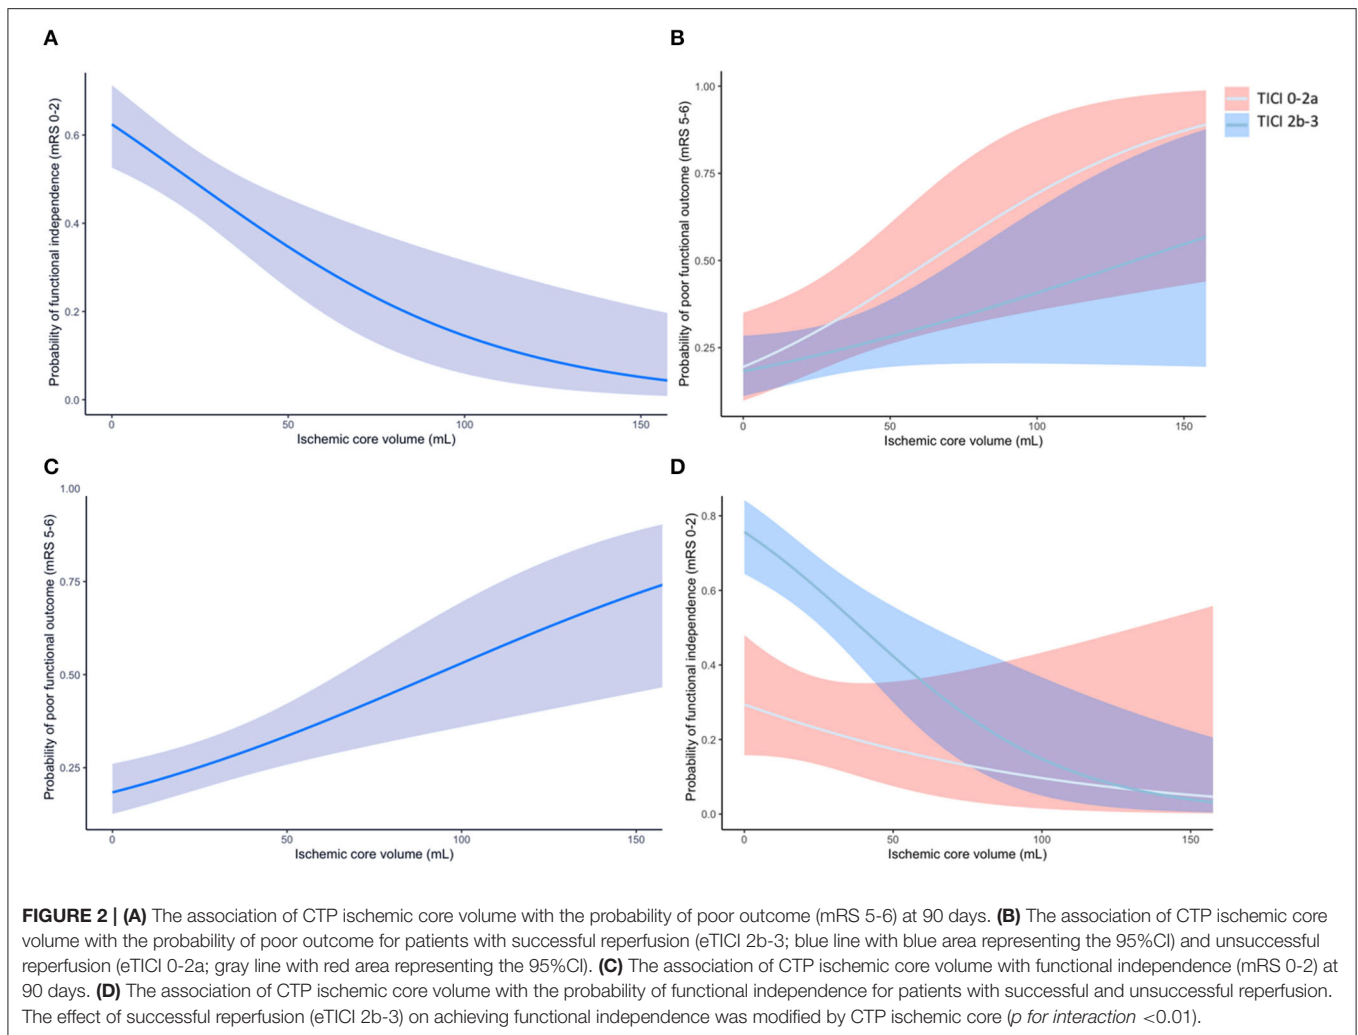 A
Probability of functional independence (mRS 0-2)
0.6
0.4
0.2
0.0
0
50
100
150
Ischemic core volume (mL)
B
Probability of poor functional outcome (mRS 5-6)
1.00
0.75
0.50
0.25
0
50
100
150
Ischemic core volume (mL)
TICI 0-2a
TICI 2b-3
C
Probability of poor functional outcome (mRS 5-6)
1.00
0.75
0.50
0.25
0
50
100
150
Ischemic core volume (mL)
D
Probability of functional independence (mRS 0-2)
0.8
0.6
0.4
0.2
0.0
0
50
100
150
Ischemic core volume (mL)
FIGURE 2 | (A) The association of CTP ischemic core volume with the probability of poor outcome (mRS 5-6) at 90 days. (B) The association of CTP ischemic core
volume with the probability of poor outcome for patients with successful reperfusion (eTICI 2b-3; blue line with blue area representing the 95%CI) and unsuccessful
reperfusion (eTICI 0-2a; gray line with red area representing the 95%CI). (C) The association of CTP ischemic core volume with functional independence (mRS 0-2) at
90 days. (D) The association of CTP ischemic core volume with the probability of functional independence for patients with successful and unsuccessful reperfusion.
The effect of successful reperfusion (eTICI 2b-3) on achieving functional independence was modified by CTP ischemic core (p for interaction <0.01).